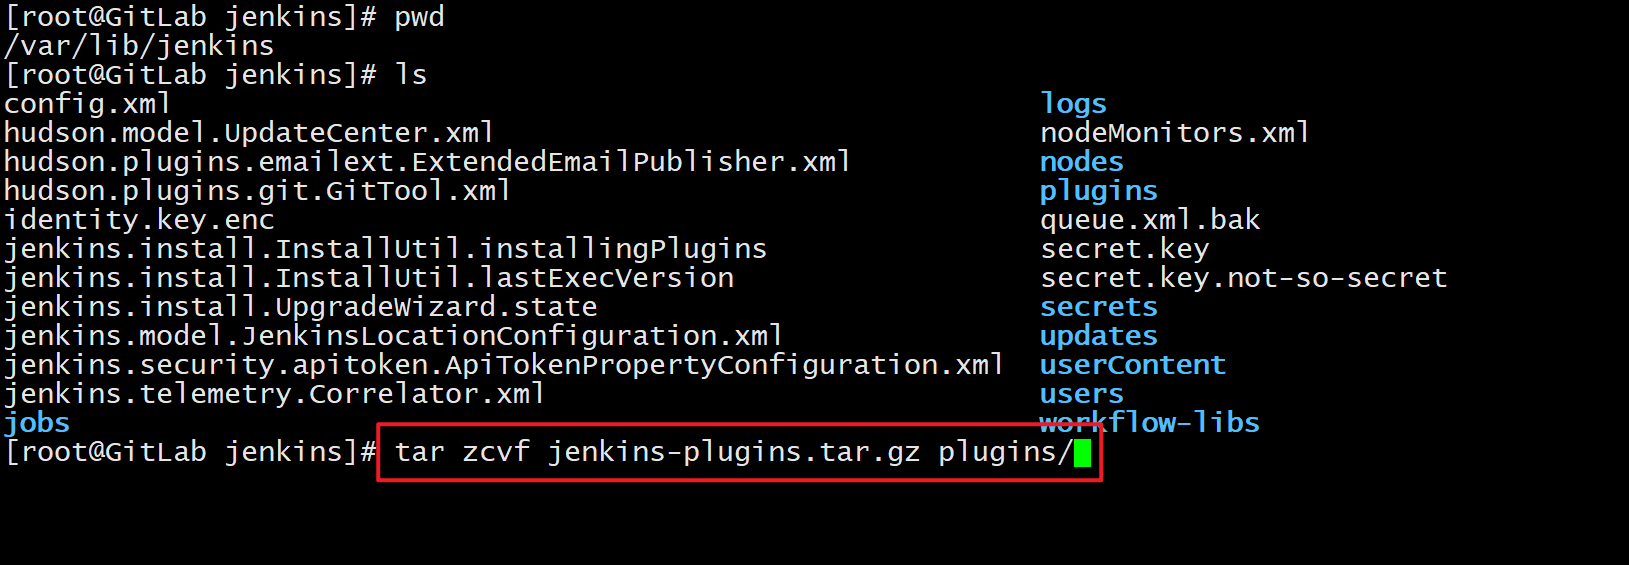 [root@GitLab jenkins]# pwd
/var/lib/jenkins
[root@GitLab jenkins]# ls
config.xml logs
hudson.model.UpdateCenter.xml nodeMonitors.xml
hudson.plugins.emailext.ExtendedEmailPublisher.xml nodes
hudson.plugins.git.GitTool.xml plugins
identity.key.enc queue.xml.bak
jenkins.install.InstallUtil.installingPlugins secret.key
jenkins.install.InstallUtil.lastExecVersion secret.key.not-so-secret
jenkins.install.UpgradeWizard.state secrets
jenkins.model.JenkinsLocationConfiguration.xml updates
jenkins.security.apitoken.ApiTokenPropertyConfiguration.xml userContent
jenkins.telemetry.Correlator.xml users
jobs workflow-libs
[root@GitLab jenkins]# tar zcvf jenkins-plugins.tar.gz plugins/